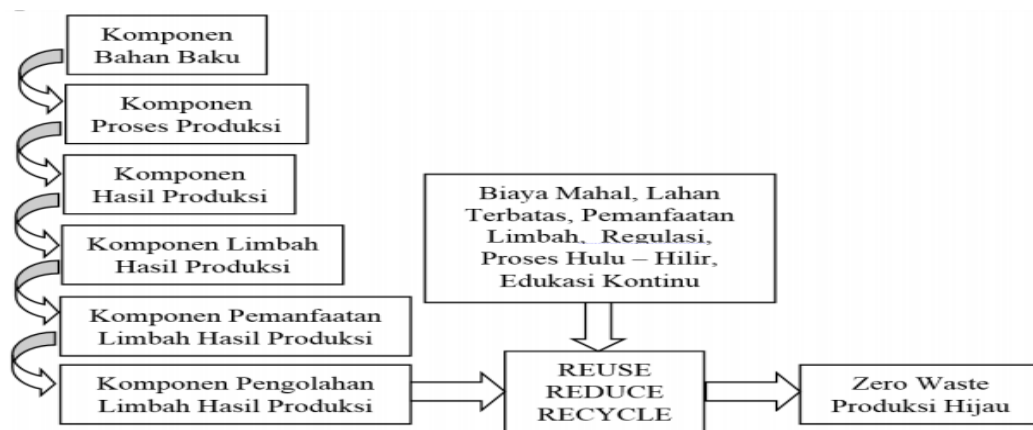 Komponen
Bahan Baku
Komponen
Proses Produksi
Komponen
Hasil Produksi
Komponen Limbah
Hasil Produksi
Komponen Pemanfaatan
Limbah Hasil Produksi
Komponen Pengolahan
Limbah Hasil Produksi
Biaya Mahal, Lahan
Terbatas, Pemanfaatan
Limbah, Regulasi,
Proses Hulu – Hilir,
Edukasi Kontinu
REUSE
REDUCE
RECYCLE
Zero Waste
Produksi Hijau